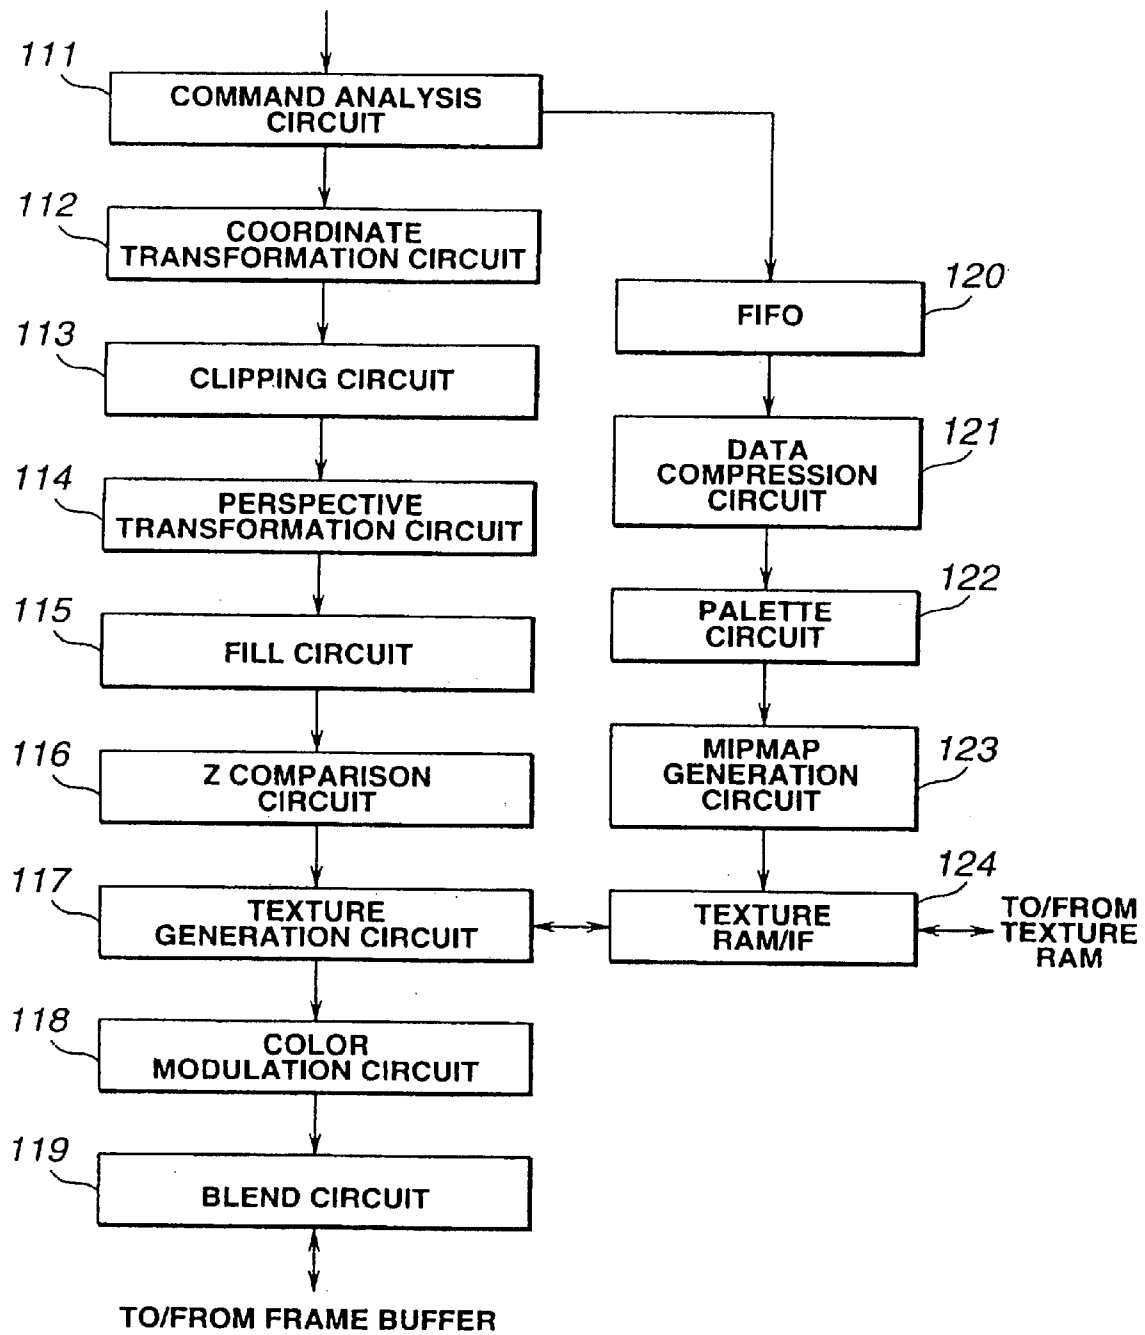 111
COMMAND ANALYSIS
CIRCUIT
112
COORDINATE
TRANSFORMATION CIRCUIT
113
CLIPPING CIRCUIT
114
PERSPECTIVE
TRANSFORMATION CIRCUIT
115
FILL CIRCUIT
116
Z COMPARISON
CIRCUIT
117
TEXTURE
GENERATION CIRCUIT
118
COLOR
MODULATION CIRCUIT
119
BLEND CIRCUIT
TO/FROM FRAME BUFFER
120
FIFO
121
DATA
COMPRESSION
CIRCUIT
122
PALETTE
CIRCUIT
123
MIPMAP
GENERATION
CIRCUIT
124
TEXTURE
RAM/IF
TO/FROM
TEXTURE
RAM